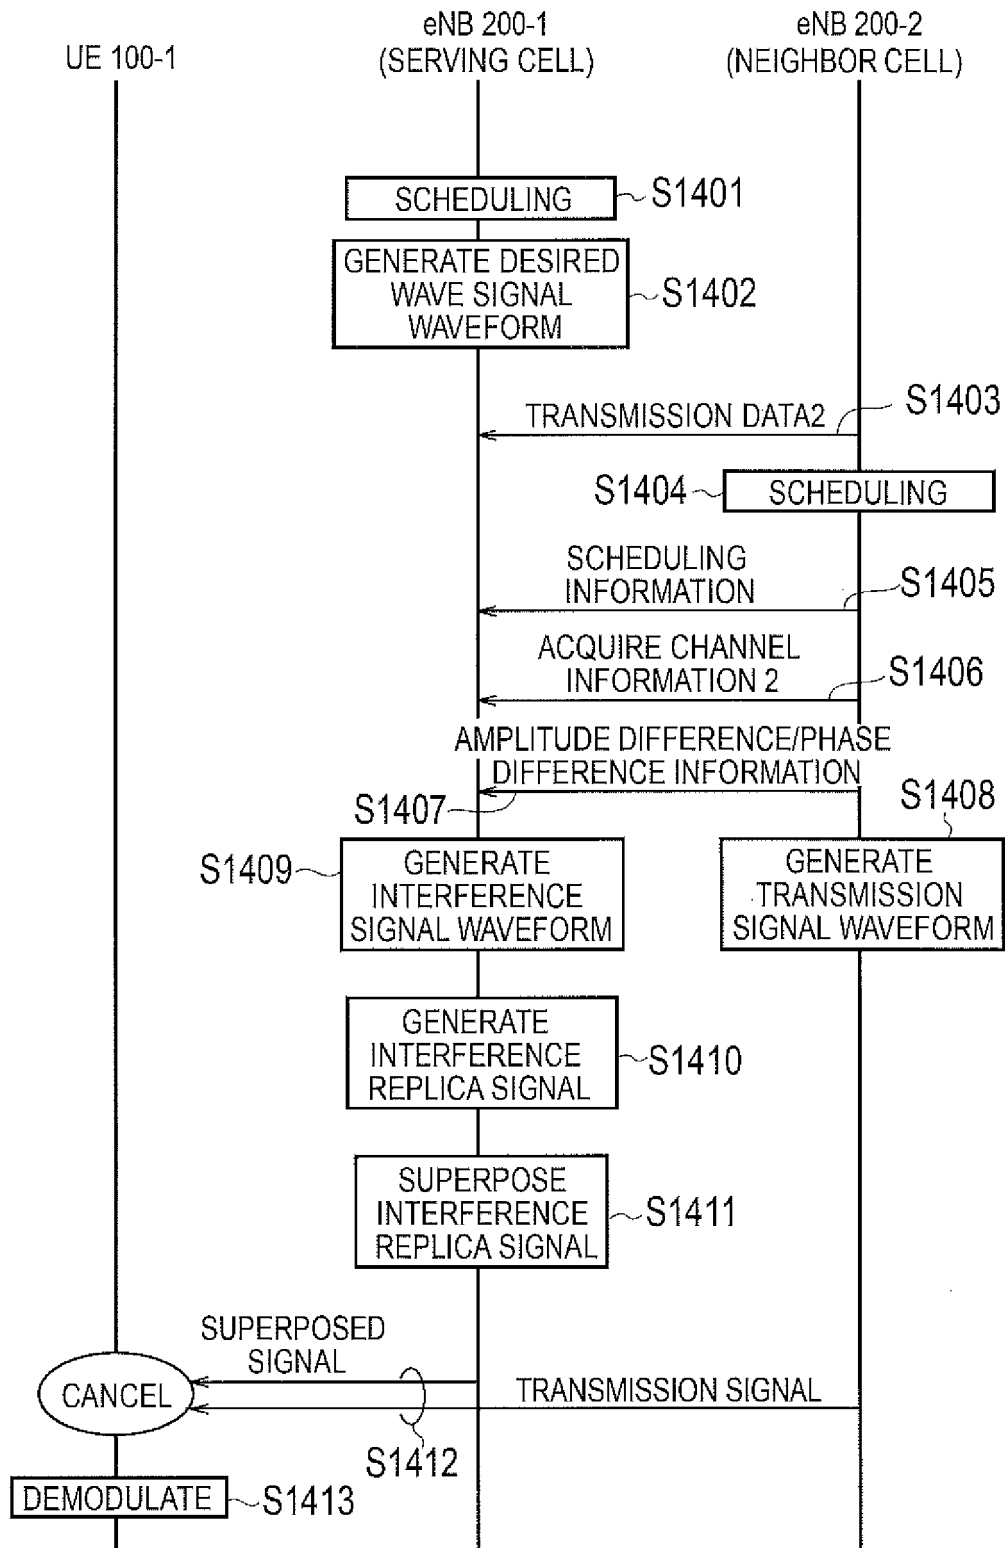 UE 100-1
eNB 200-1
(SERVING CELL)
eNB 200-2
(NEIGHBOR CELL)
SCHEDULING
S1401
GENERATE DESIRED
WAVE SIGNAL
WAVEFORM
S1402
TRANSMISSION DATA2
S1403
S1404
SCHEDULING
SCHEDULING
INFORMATION
S1405
ACQUIRE CHANNEL
INFORMATION 2
S1406
AMPLITUDE DIFFERENCE/PHASE
DIFFERENCE INFORMATION
S1407
S1408
S1409
GENERATE
INTERFERENCE
SIGNAL WAVEFORM
GENERATE
TRANSMISSION
SIGNAL WAVEFORM
GENERATE
INTERFERENCE
REPLICA SIGNAL
S1410
SUPERPOSE
INTERFERENCE
REPLICA SIGNAL
S1411
SUPERPOSED
SIGNAL
CANCEL
TRANSMISSION SIGNAL
S1412
DEMODULATE
S1413